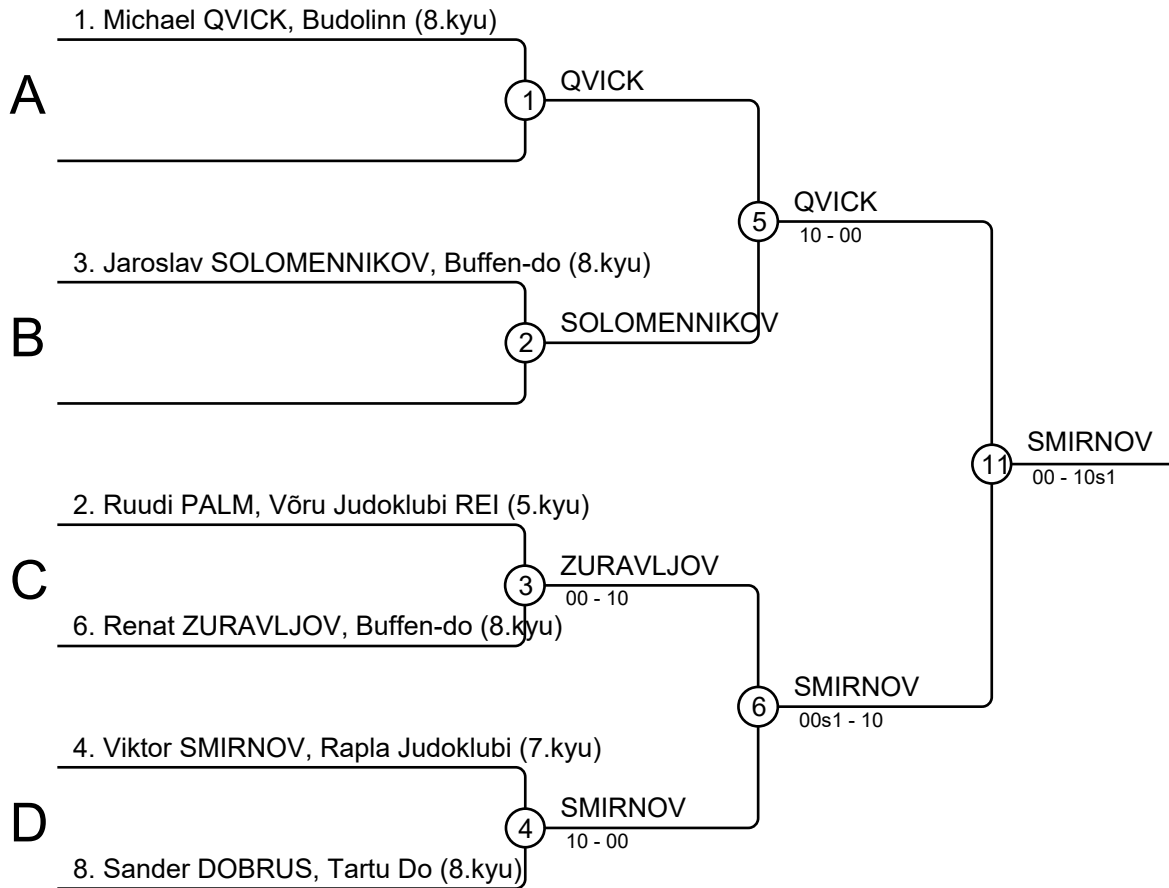 1. Michael QVICK, Budolinn (8.kyu)
A
1
QVICK
5
QVICK
10 - 00
3. Jaroslav SOLOMENNIKOV, Buffen-do (8.kyu)
B
2
SOLOMENNIKOV
11
SMIRNOV
00 - 10s1
2. Ruudi PALM, Võru Judoklubi REI (5.kyu)
C
3
ZURAVLJOV
00 - 10
6. Renat ZURAVLJOV, Buffen-do (8.kyu)
6
SMIRNOV
00s1 - 10
4. Viktor SMIRNOV, Rapla Judoklubi (7.kyu)
D
4
SMIRNOV
10 - 00
8. Sander DOBRUS, Tartu Do (8.kyu)